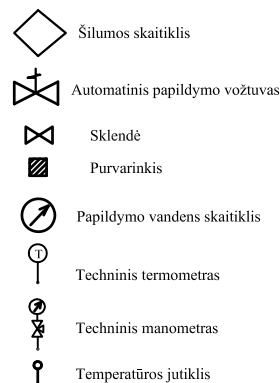 Šilumos skaitiklis
Automatinis papildymo vožtuvas
Sklendė
Purvarinkis
Papildymo vandens skaitiklis
T
Techninis termometras
Techninis manometras
Temperatūros jutiklis